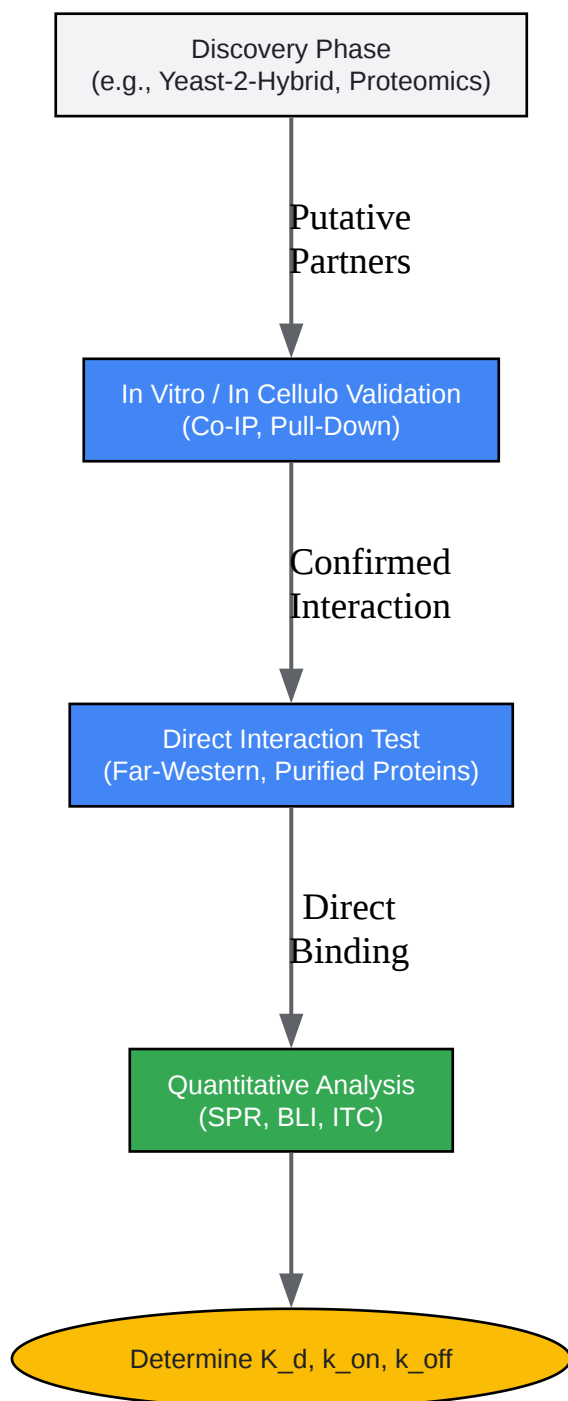 Discovery Phase
(e.g., Yeast-2-Hybrid, Proteomics)
Putative
Partners
In Vitro / In Cellulo Validation
(Co-IP, Pull-Down)
Confirmed
Interaction
Direct Interaction Test
(Far-Western, Purified Proteins)
Direct
Binding
Quantitative Analysis
(SPR, BLI, ITC)
Determine K_d, k_on, k_off